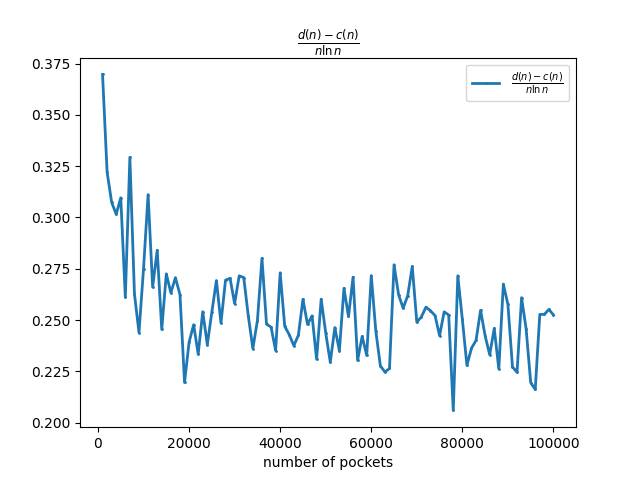 d(n) − c(n)
n ln n
0.375
0.350
0.325
0.300
0.275
0.250
0.225
0.200
d(n) − c(n)
n ln n
0 20000 40000 60000 80000 100000
number of pockets